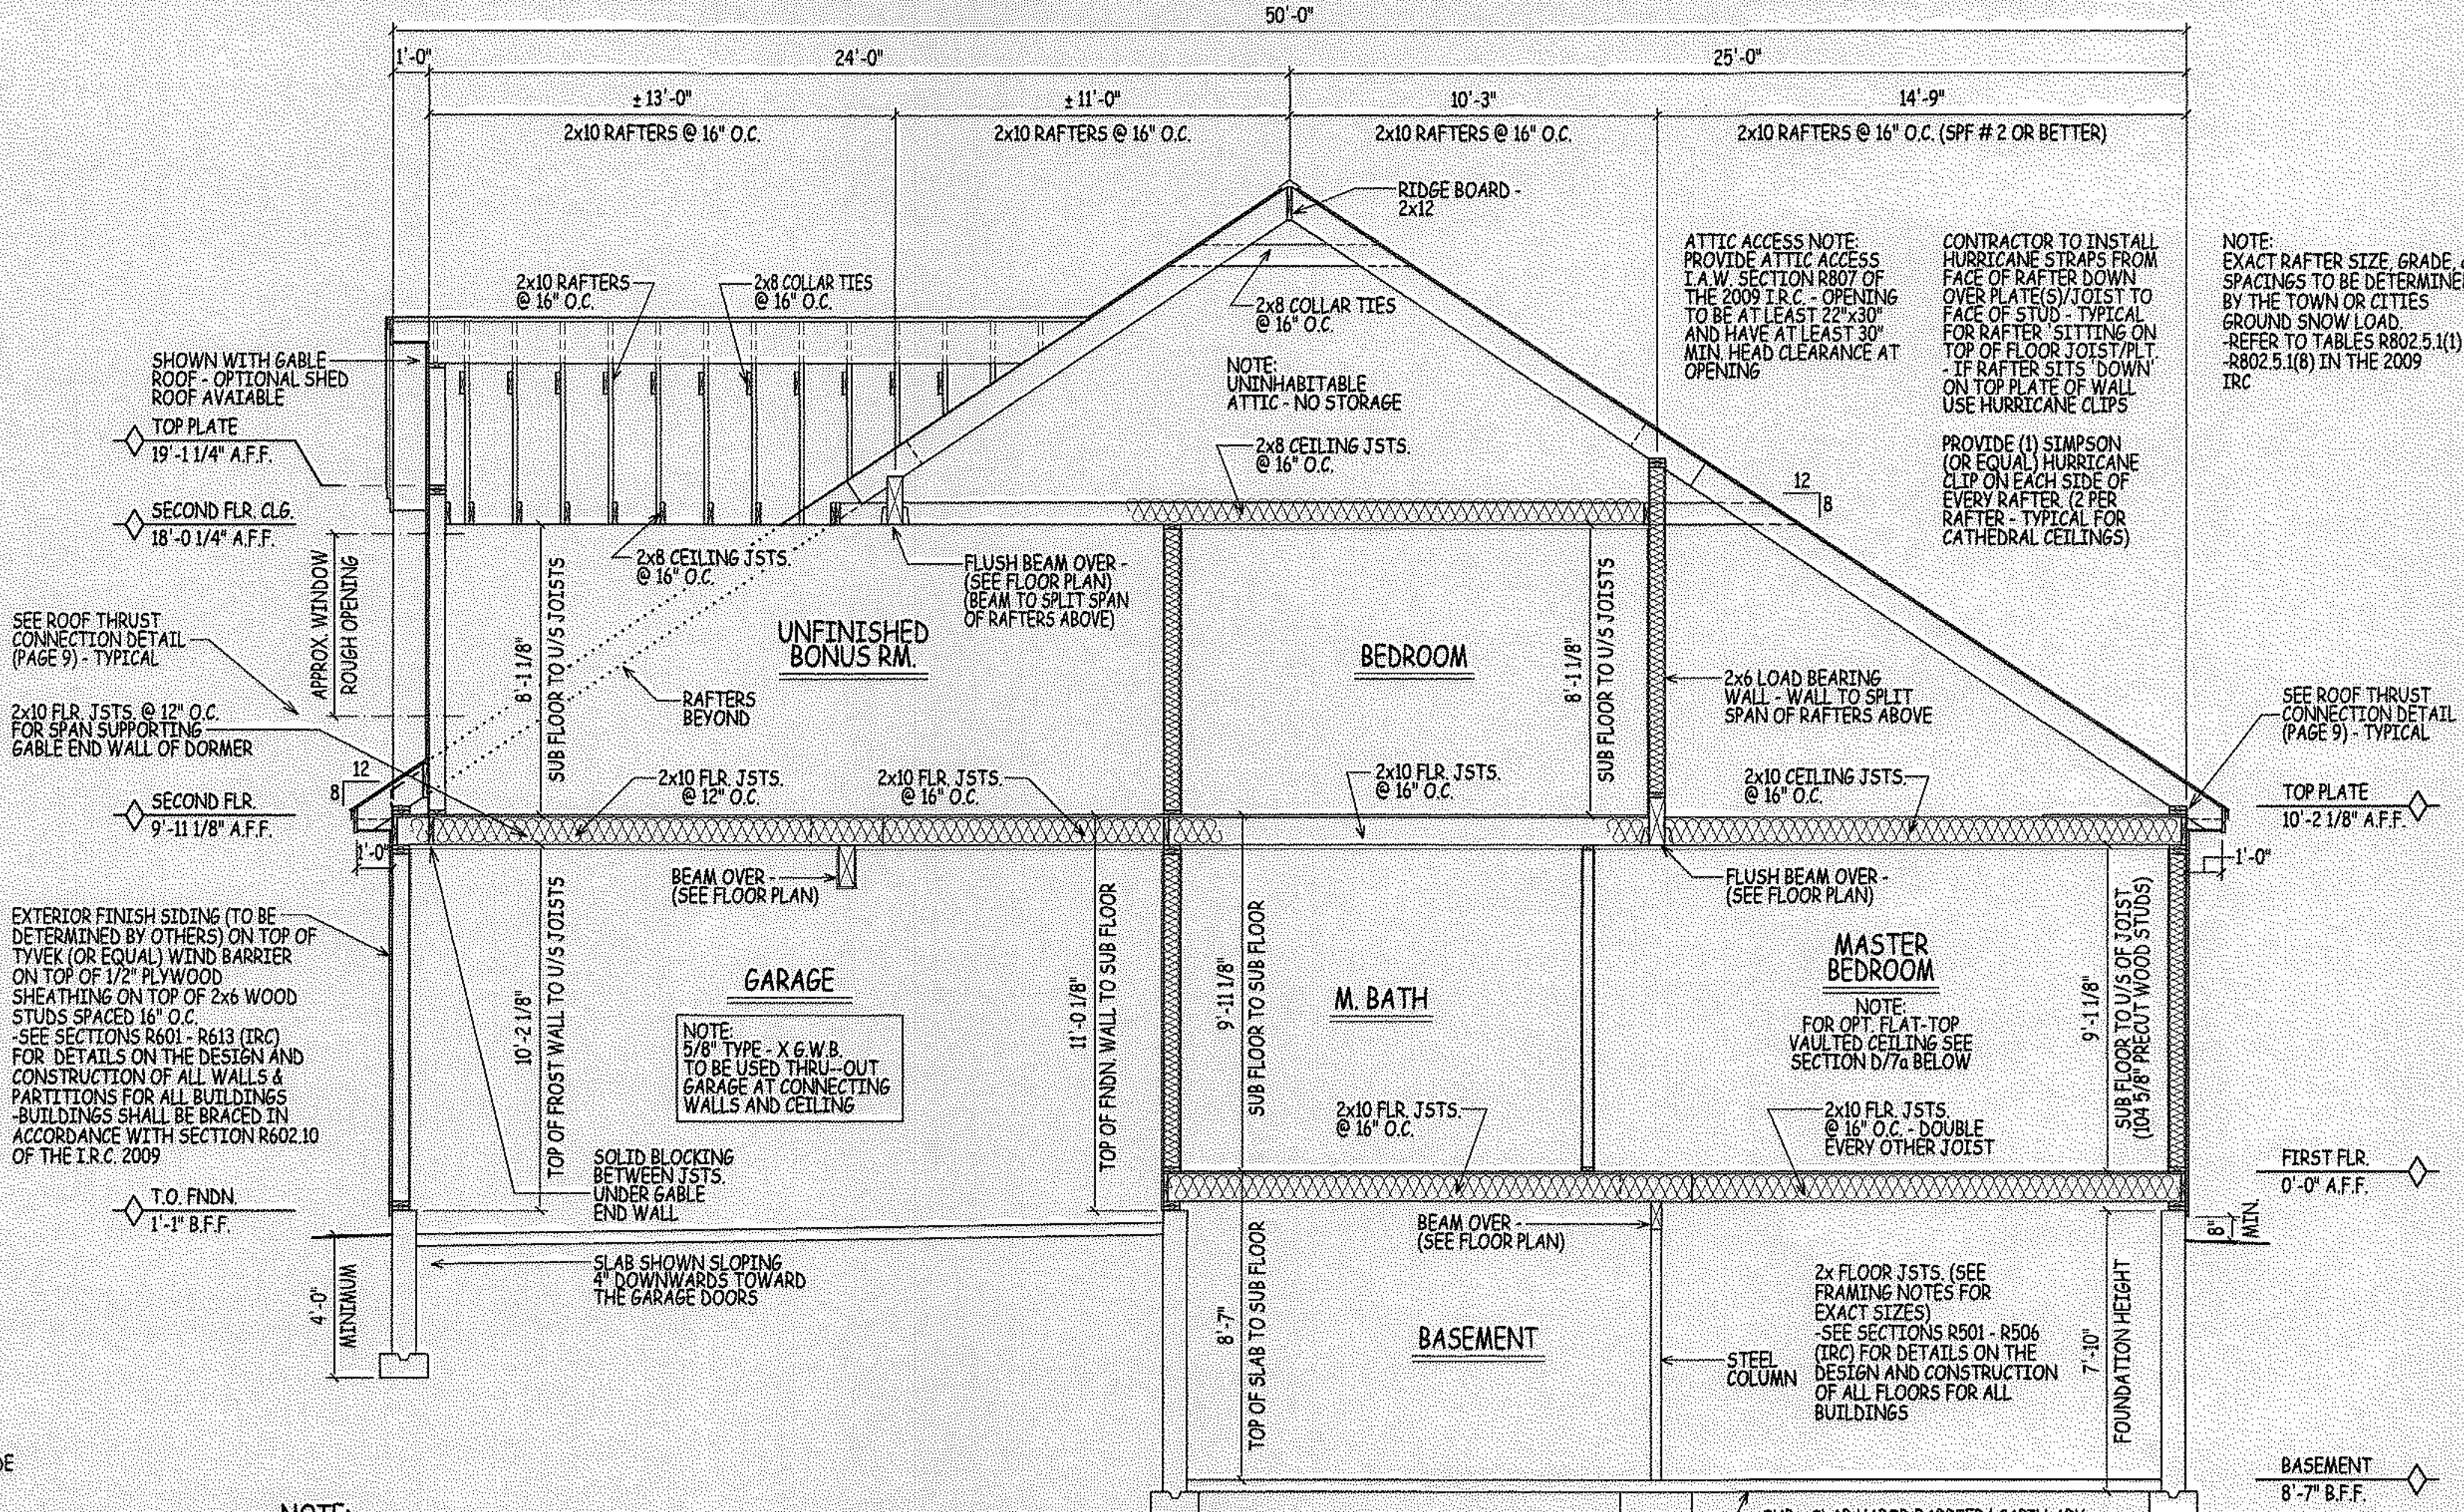 50'-0"
1'-0"
24'-0"
25'-0"
±13'-0"
±11'-0"
10'-3"
14'-9"
2x10 RAFTERS @ 16" O.C.
2x10 RAFTERS @ 16" O.C.
2x10 RAFTERS @ 16" O.C.
2x10 RAFTERS @ 16" O.C. (SPF # 2 OR BETTER)
RIDGE BOARD -
2x12
ATTIC ACCESS NOTE:
PROVIDE ATTIC ACCESS
I.A.W. SECTION R807 OF
THE 2009 I.R.C. - OPENING
TO BE AT LEAST 22"x30"
AND HAVE AT LEAST 30"
MIN. HEAD CLEARANCE AT
OPENING
CONTRACTOR TO INSTALL
HURRICANE STRAPS FROM
FACE OF RAFTER DOWN
OVER PLATE(S)/JOIST TO
FACE OF STUD - TYPICAL
FOR RAFTER 'SITTING ON
TOP OF FLOOR JOIST/PLT.
- IF RAFTER SITS 'DOWN'
ON TOP PLATE OF WALL
USE HURRICANE CLIPS
PROVIDE (1) SIMPSON
(OR EQUAL) HURRICANE
CLIP ON EACH SIDE OF
EVERY RAFTER. (2 PER
RAFTER - TYPICAL FOR
CATHEDRAL CEILINGS)
NOTE:
EXACT RAFTER SIZE, GRADE,
SPACINGS TO BE DETERMINE
BY THE TOWN OR CITIES
GROUND SNOW LOAD.
-REFER TO TABLES R802.5.1(1)
-R802.5.1(8) IN THE 2009
IRC
2x10 RAFTERS
@ 16" O.C.
2x8 COLLAR TIES
@ 16" O.C.
2x8 COLLAR TIES
@ 16" O.C.
SHOWN WITH GABLE
ROOF - OPTIONAL SHED
ROOF AVAIABLE
NOTE:
UNINHABITABLE
ATTIC - NO STORAGE
TOP PLATE
19'-1 1/4" A.F.F.
2x8 CEILING JSTS.
@ 16" O.C.
12
8
SECOND FLR. CLG.
18'-0 1/4" A.F.F.
APPROX. WINDOW
ROUGH OPENING
8'-1 1/8"
SUB FLOOR TO U/S JOISTS
2x8 CEILING JSTS.
@ 16" O.C.
FLUSH BEAM OVER -
(SEE FLOOR PLAN)
(BEAM TO SPLIT SPAN
OF RAFTERS ABOVE)
8'-1 1/8"
SUB FLOOR TO U/S JOISTS
SEE ROOF THRUST
CONNECTION DETAIL
(PAGE 9) - TYPICAL
UNFINISHED
BONUS RM.
BEDROOM
RAFTERS
BEYOND
2x6 LOAD BEARING
WALL - WALL TO SPLIT
SPAN OF RAFTERS ABOVE
SEE ROOF THRUST
CONNECTION DETAIL
(PAGE 9) - TYPICAL
2x10 FLR. JSTS. @ 12" O.C.
FOR SPAN SUPPORTING
GABLE END WALL OF DORMER
12
8
2x10 FLR. JSTS.
@ 12" O.C.
2x10 FLR. JSTS.
@ 16" O.C.
2x10 FLR. JSTS.
@ 16" O.C.
2x10 CEILING JSTS.
@ 16" O.C.
SECOND FLR.
9'-11 1/8" A.F.F.
TOP PLATE
10'-2 1/8" A.F.F.
1'-0"
1'-0"
BEAM OVER -
(SEE FLOOR PLAN)
FLUSH BEAM OVER -
(SEE FLOOR PLAN)
EXTERIOR FINISH SIDING (TO BE
DETERMINED BY OTHERS) ON TOP OF
TYVEK (OR EQUAL) WIND BARRIER
ON TOP OF 1/2" PLYWOOD
SHEATHING ON TOP OF 2x6 WOOD
STUDS SPACED 16" O.C.
-SEE SECTIONS R601 - R613 (IRC)
FOR DETAILS ON THE DESIGN AND
CONSTRUCTION OF ALL WALLS &
PARTITIONS FOR ALL BUILDINGS
-BUILDINGS SHALL BE BRACED IN
ACCORDANCE WITH SECTION R602.10
OF THE I.R.C. 2009
10'-2 1/8"
TOP OF FROST WALL TO U/S JOISTS
GARAGE
NOTE:
5/8" TYPE - X G.W.B.
TO BE USED THRU--OUT
GARAGE AT CONNECTING
WALLS AND CEILING
11'-0 1/8"
TOP OF FNDN. WALL TO SUB FLOOR
9'-11 1/8"
SUB FLOOR TO SUB FLOOR
M. BATH
MASTER
BEDROOM
NOTE:
FOR OPT. FLAT-TOP
VAULTED CEILING SEE
SECTION D/7a BELOW
9'-1 1/8"
SUB FLOOR TO U/S OF JOIST
(104 5/8" PRECUT WOOD STUDS)
2x10 FLR. JSTS.
@ 16" O.C.
2x10 FLR. JSTS.
@ 16" O.C. - DOUBLE
EVERY OTHER JOIST
SOLID BLOCKING
BETWEEN JSTS.
UNDER GABLE
END WALL
T.O. FNDN.
1'-1" B.F.F.
FIRST FLR.
0'-0" A.F.F.
8"
MIN.
BEAM OVER -
(SEE FLOOR PLAN)
SLAB SHOWN SLOPING
4" DOWNWARDS TOWARD
THE GARAGE DOORS
4'-0"
MINIMUM
8'-7"
TOP OF SLAB TO SUB FLOOR
BASEMENT
STEEL
COLUMN
2x FLOOR JSTS. (SEE
FRAMING NOTES FOR
EXACT SIZES)
-SEE SECTIONS R501 - R506
(IRC) FOR DETAILS ON THE
DESIGN AND CONSTRUCTION
OF ALL FLOORS FOR ALL
BUILDINGS
7'-10"
FOUNDATION HEIGHT
BASEMENT
8'-7" B.F.F.
NOTE: